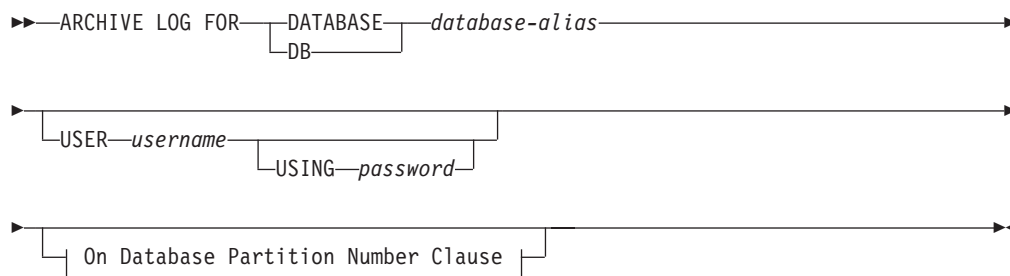 ARCHIVE LOG FOR DATABASE database-alias
DB
USER username
USING password
On Database Partition Number Clause